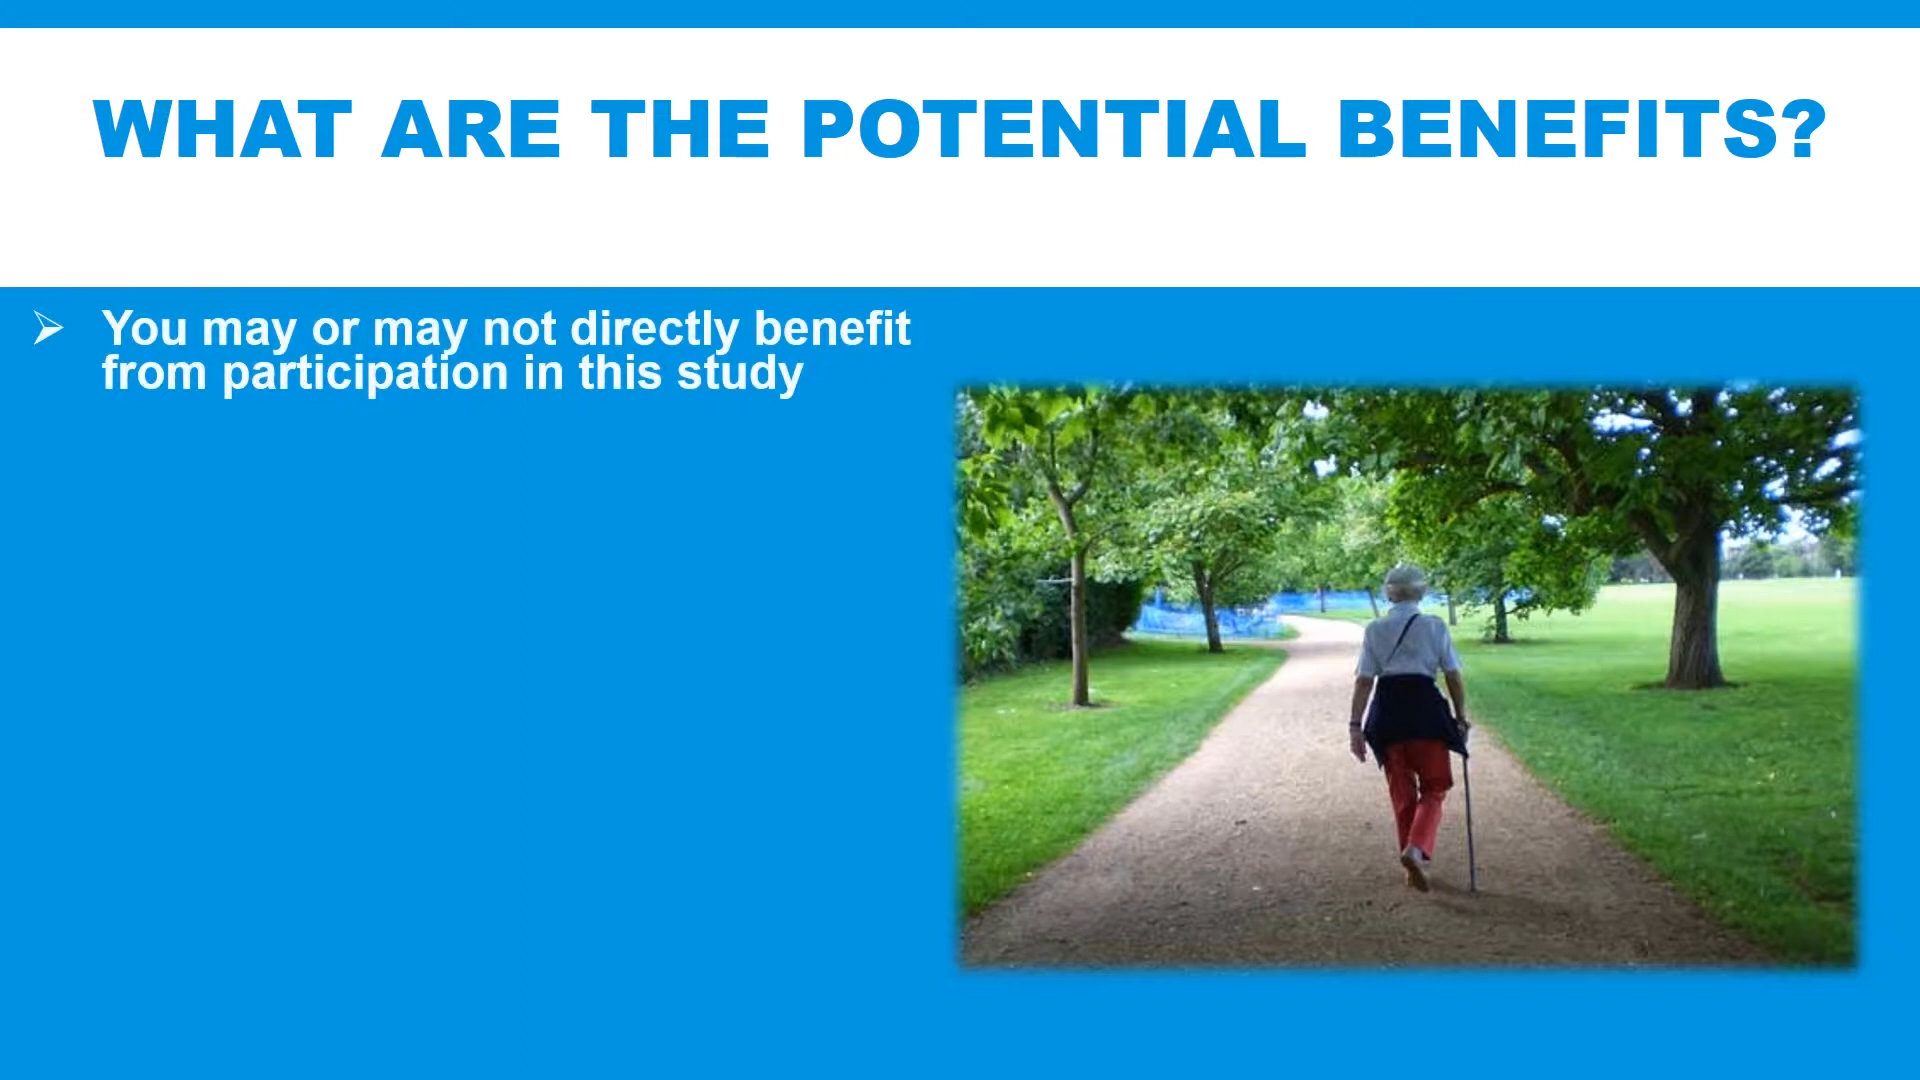 WHAT ARE THE POTENTIAL BENEFITS?
➢ You may or may not directly benefit
from participation in this study